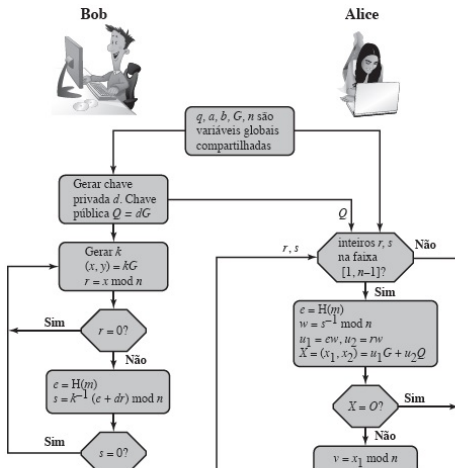 Bob
Alice
q, a, b, G, n são
variáveis globais
compartilhadas
Gerar chave
privada d. Chave
pública Q = dG
Q
Gerar k
(x, y) = kG
r = x mod n
r, s
inteiros r, s
na faixa
[1, n–1]?
Não
Sim
Sim
r = 0?
Não
e = H(m)
w = s⁻¹ mod n
u₁ = ew, u₂ = rw
X = (x₁, x₂) = u₁G + u₂Q
e = H(m)
s = k⁻¹ (e + dr) mod n
X = O?
Sim
Não
Sim
s = 0?
v = x₁ mod n